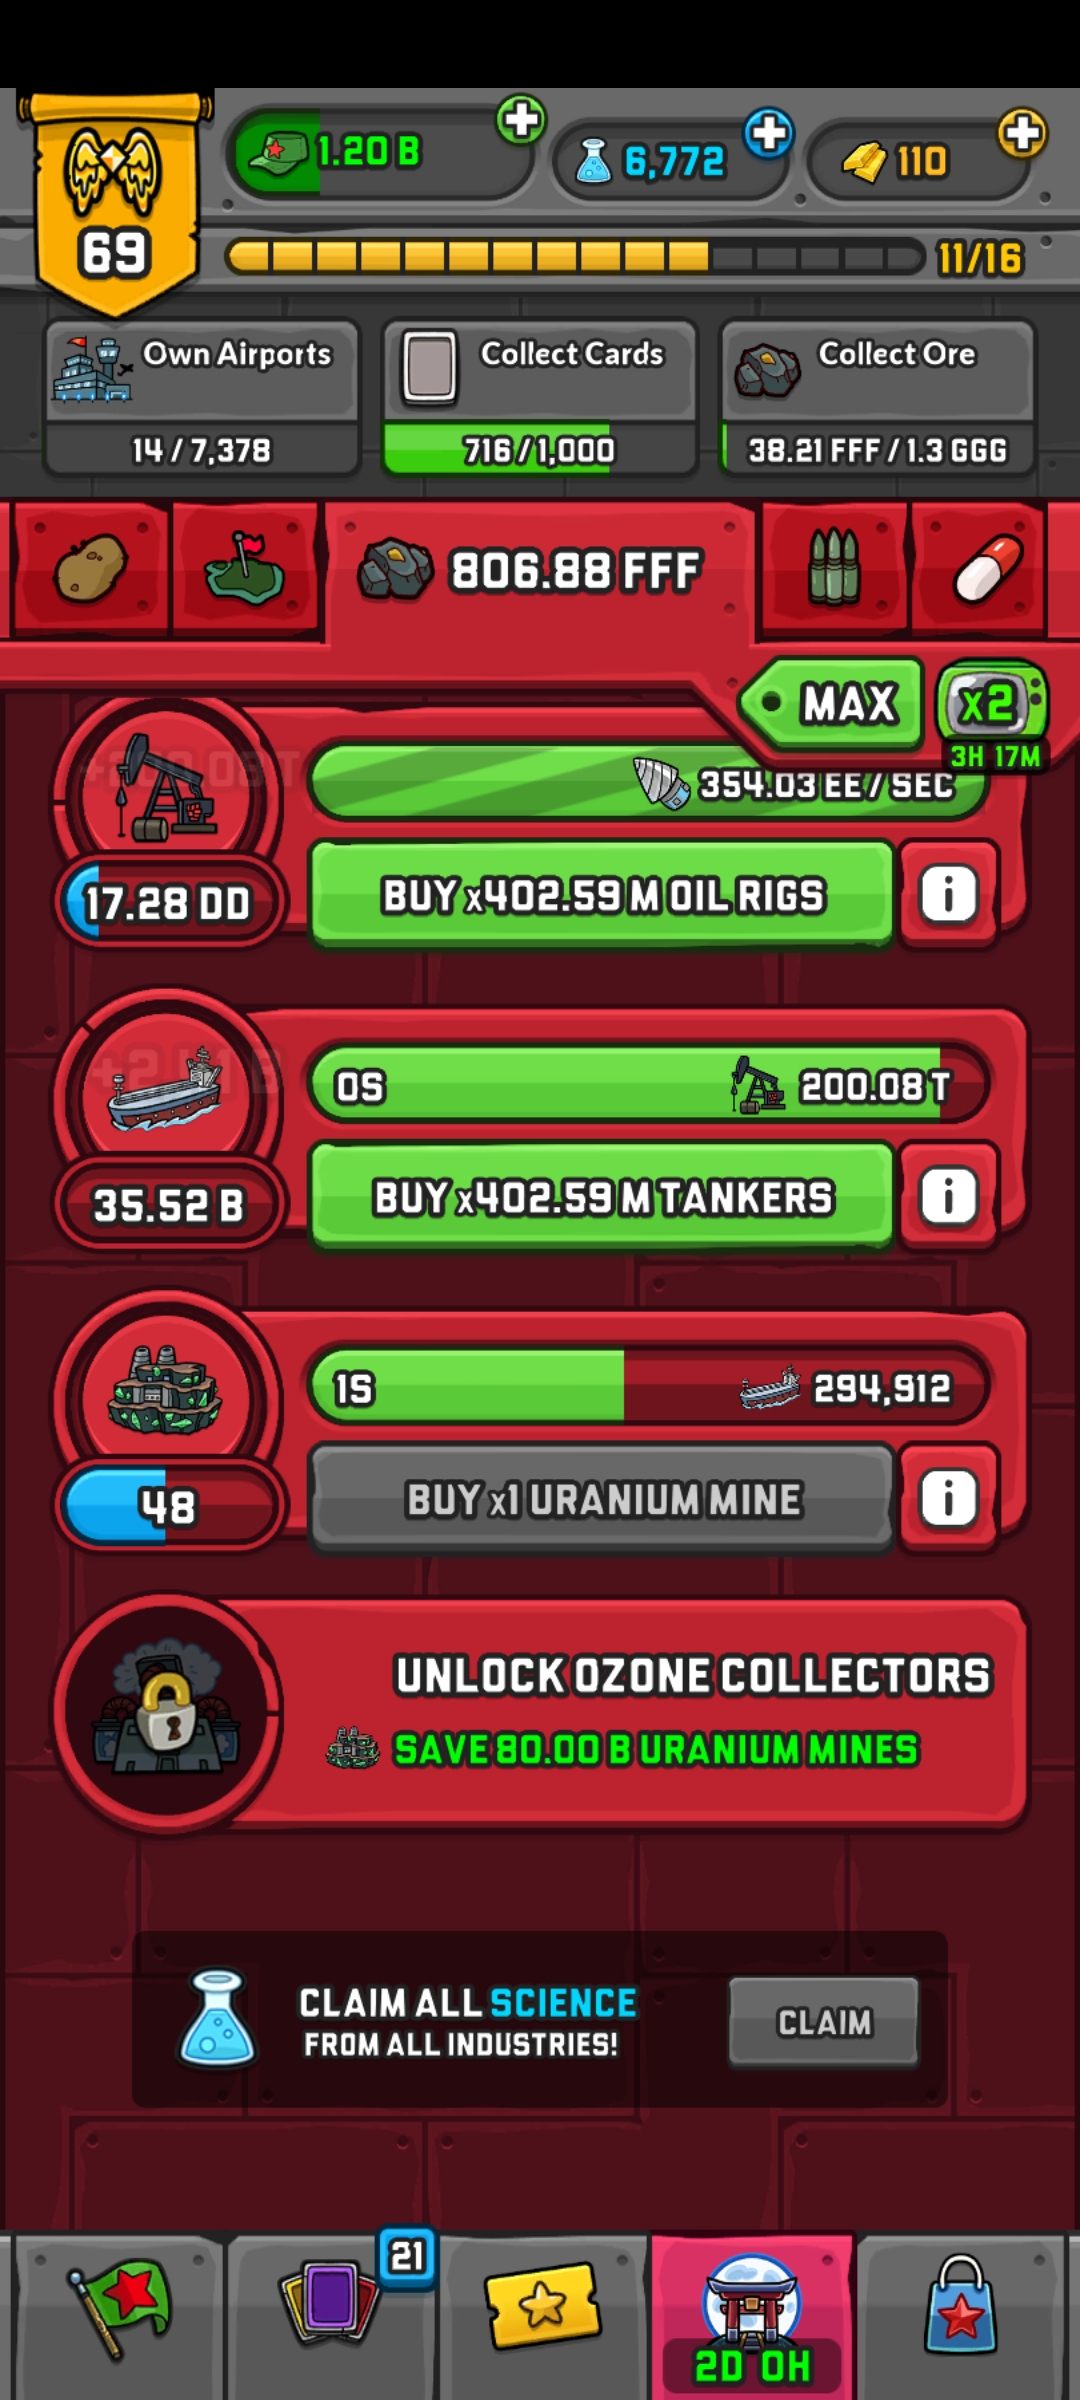 69
1.20 B
6,772
110
11/16
Own Airports
14 / 7,378
Collect Cards
716 / 1,000
Collect Ore
38.21 FFF / 1.3 GGG
806.88 FFF
MAX
x2
3H 17M
354.03 EE / SEC
17.28 DD
BUY x402.59 M OIL RIGS
i
0S
200.08 T
35.52 B
BUY x402.59 M TANKERS
i
1S
294,912
48
BUY x1 URANIUM MINE
i
UNLOCK OZONE COLLECTORS
SAVE 80.00 B URANIUM MINES
CLAIM ALL SCIENCE
FROM ALL INDUSTRIES!
CLAIM
21
2D 0H